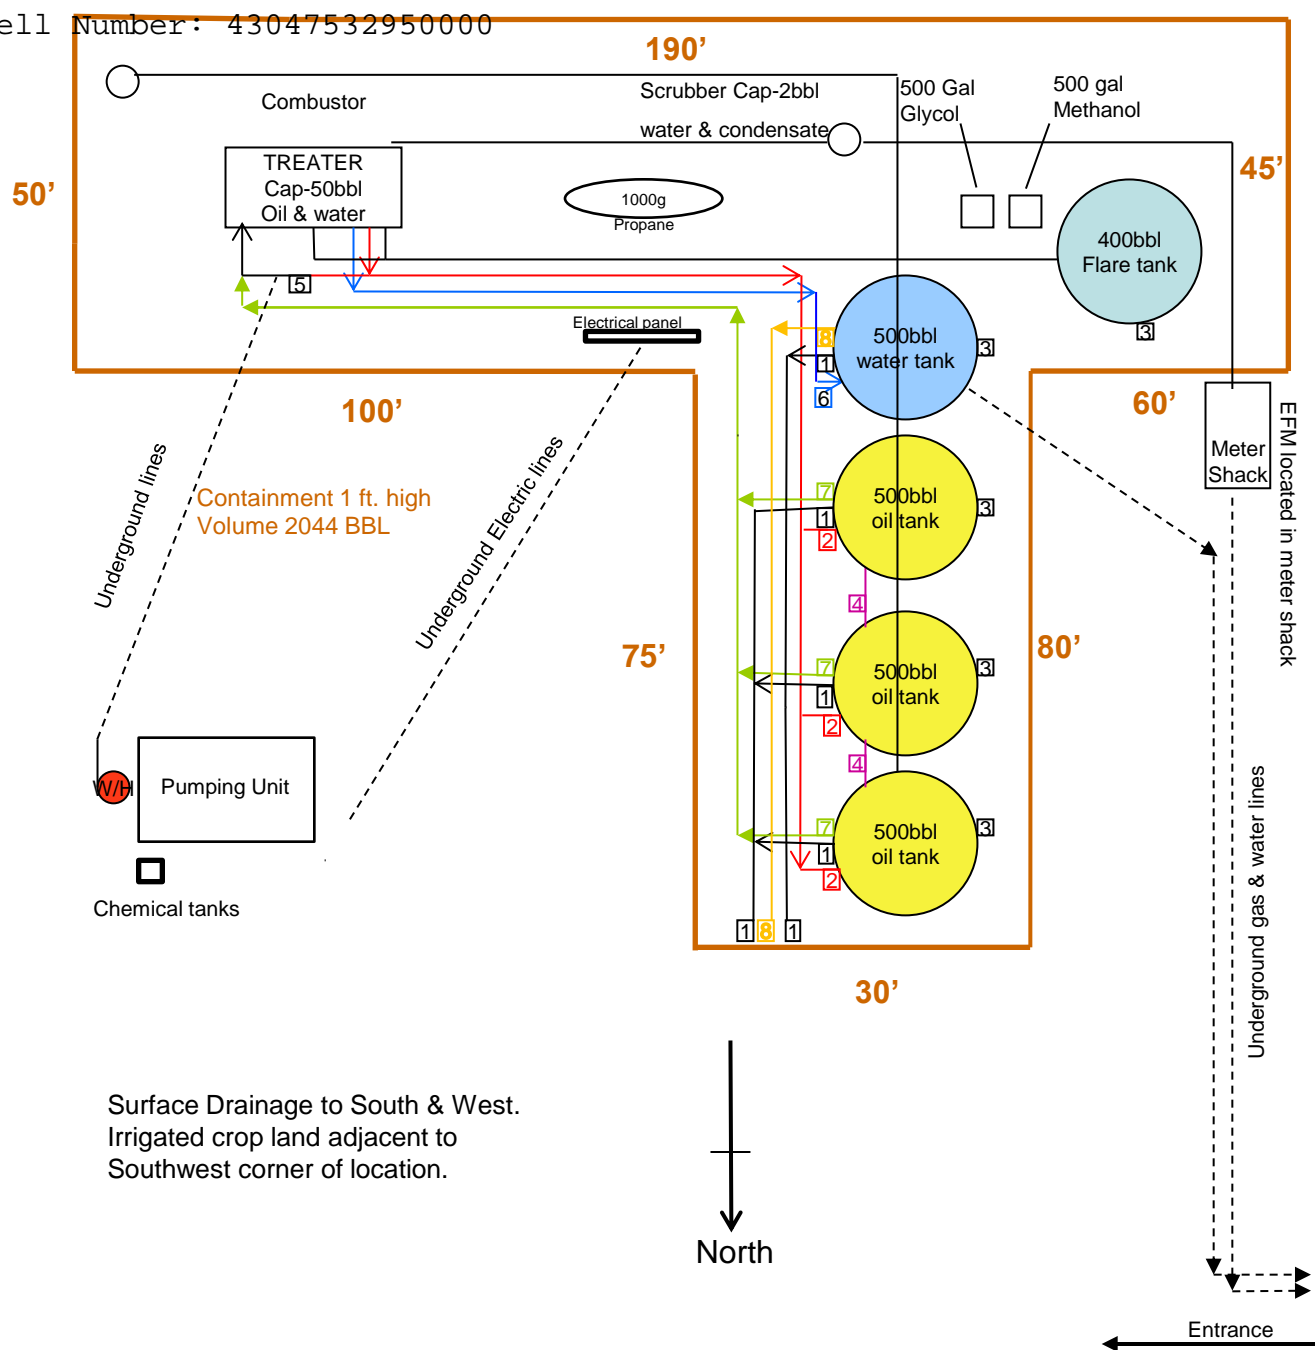 ell Number: 43047532950000
190’
Combustor
Scrubber Cap-2bbl
water & condensate
500 Gal
Glycol
500 gal
Methanol
TREATER
Cap-50bbl
Oil & water
50’
45’
1000g
Propane
400bbl
Flare tank
5
3
Electrical panel
8
500bbl
water tank
1
3
6
100’
60’
Underground lines
Containment 1 ft. high
Volume 2044 BBL
Underground Electric lines
Meter
Shack
EFM located in meter shack
7
500bbl
oil tank
1
2
3
4
75’
80’
7
500bbl
oil tank
1
2
3
4
W/H
Pumping Unit
7
500bbl
oil tank
1
2
3
Chemical tanks
1
8
1
30’
Underground gas & water lines
Surface Drainage to South & West.
Irrigated crop land adjacent to
Southwest corner of location.
North
Entrance